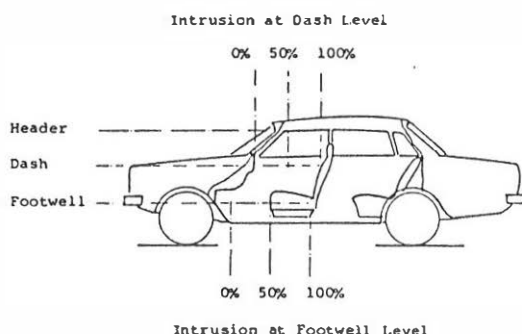 Intrusion at Dash Level
0% 50% 100%
Header
Dash
Footwell
0% 50% 100%
Intrusion at Footwell Level